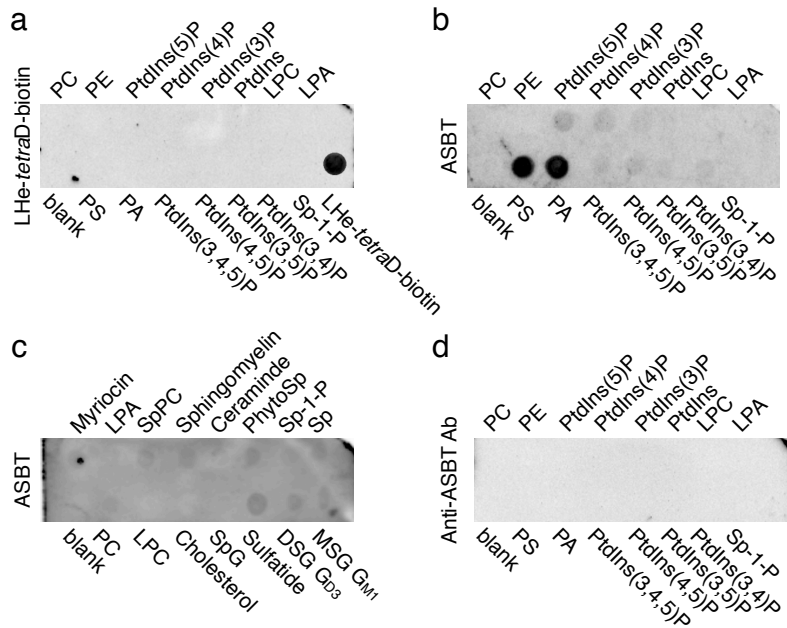 a
PC PE PtdIns(5)P PtdIns(4)P PtdIns(3)P PtdIns LPC LPA
LHe-tetraD-biotin
blank PS PA PtdIns(3,4,5)P PtdIns(4,5)P PtdIns(3,5)P PtdIns(3,4)P Sp-1-P LHe-tetraD-biotin
b
PC PE PtdIns(5)P PtdIns(4)P PtdIns(3)P PtdIns LPC LPA
ASBT
blank PS PA PtdIns(3,4,5)P PtdIns(4,5)P PtdIns(3,5)P PtdIns(3,4)P Sp-1-P
c
Myriocin LPA SpPC Sphingomyelin Ceraminde PhytoSp Sp-1-P Sp
ASBT
blank PC LPC Cholesterol SpG Sulfatide DSG GD3 MSG GM1
d
PC PE PtdIns(5)P PtdIns(4)P PtdIns(3)P PtdIns LPC LPA
Anti-ASBT Ab
blank PS PA PtdIns(3,4,5)P PtdIns(4,5)P PtdIns(3,5)P PtdIns(3,4)P Sp-1-P